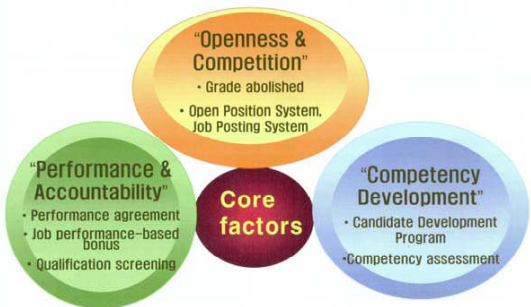 "Openness &
Competition"
• Grade abolished
• Open Position System,
Job Posting System
"Performance &
Accountability"
• Performance agreement
• Job performance-based
bonus
• Qualification screening
Core
factors
"Competency
Development"
• Candidate Development
Program
•Competency assessment